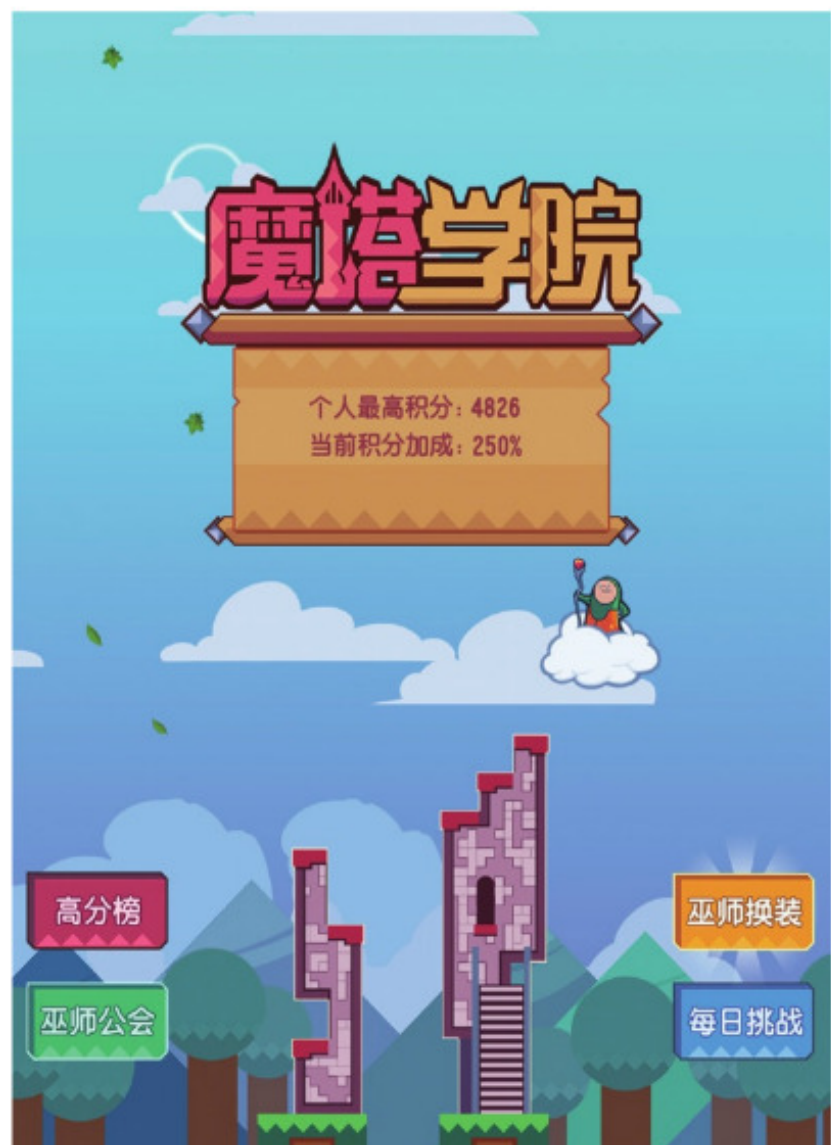 魔塔学院
个人最高积分: 4826
当前积分加成: 250%
高分榜
巫师换装
巫师公会
每日挑战